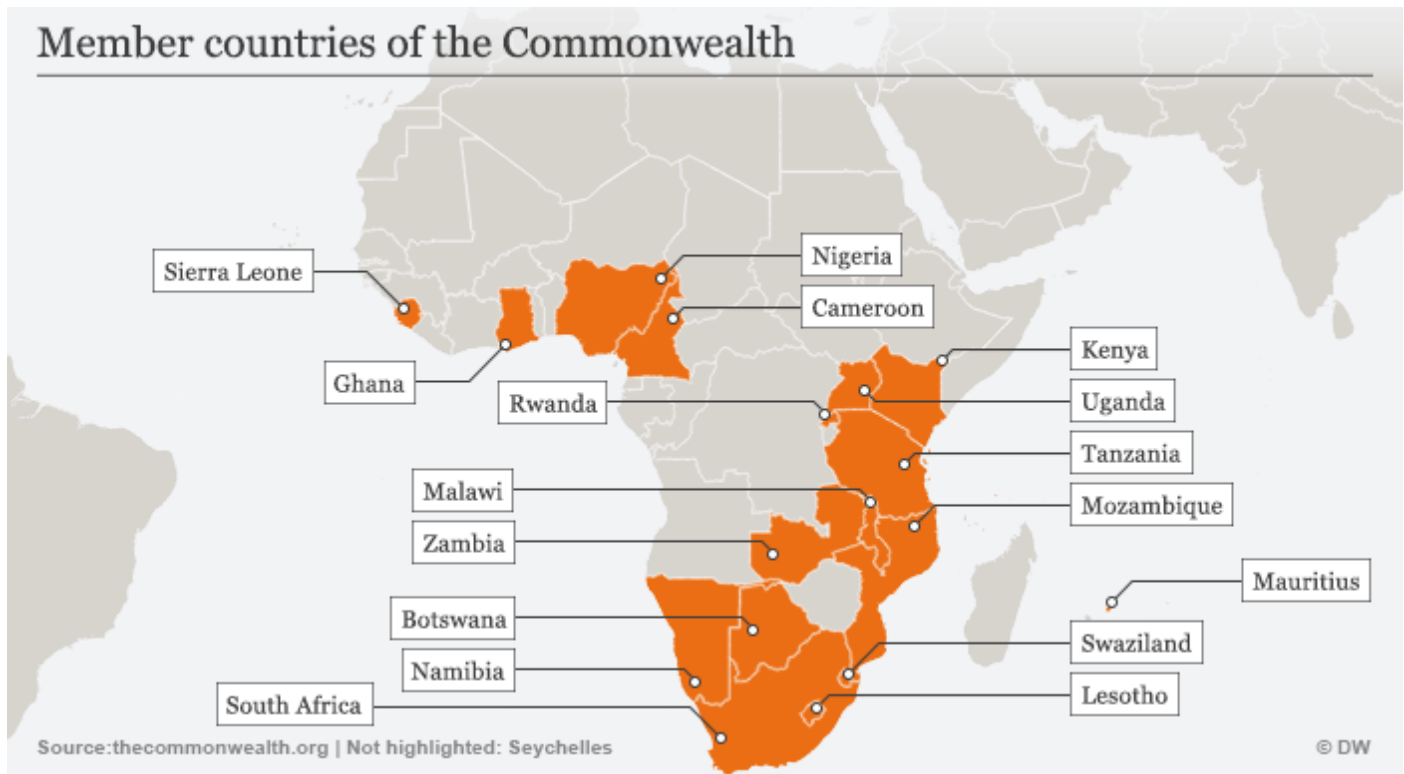 Member countries of the Commonwealth
Nigeria
Sierra Leone
Cameroon
Kenya
Ghana
Rwanda
Uganda
Tanzania
Malawi
Mozambique
Zambia
Mauritius
Botswana
Swaziland
Namibia
Lesotho
South Africa
Source:thecommonwealth.org | Not highlighted: Seychelles
© DW